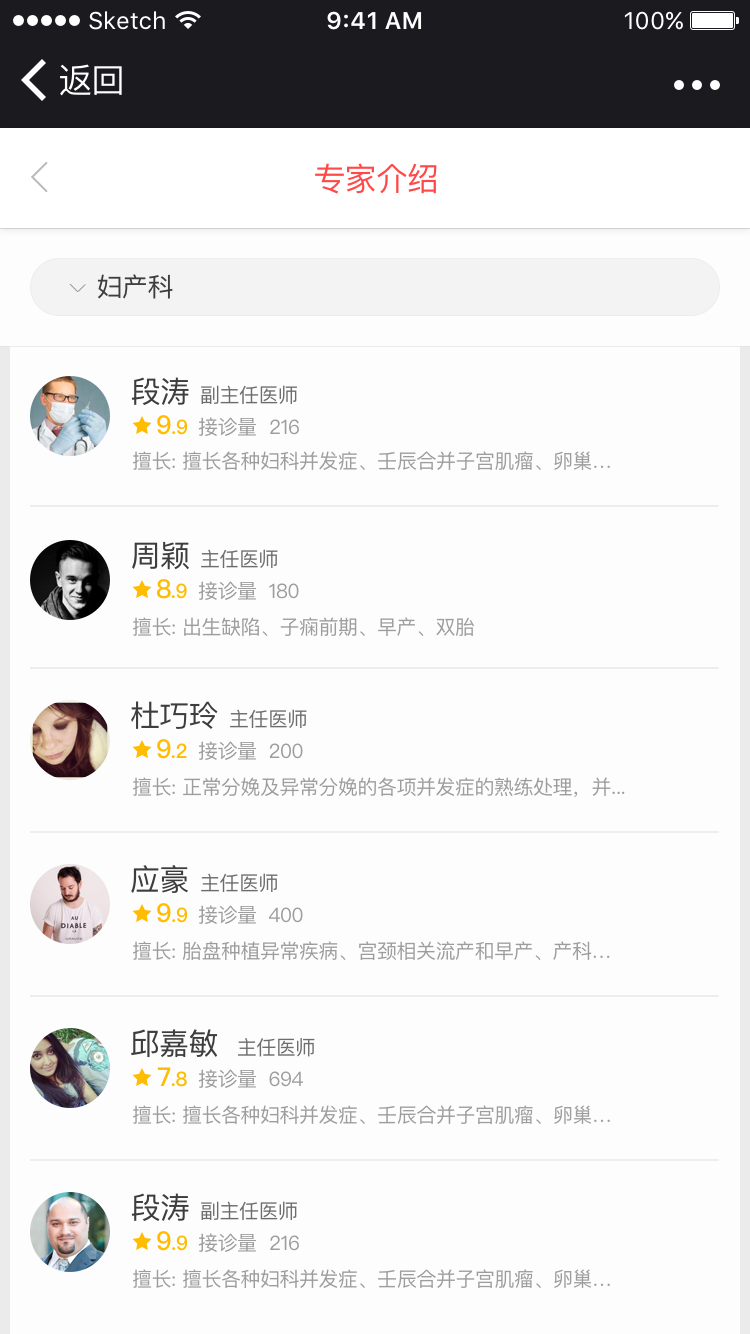 Sketch 9:41 AM 100%
返回
专家介绍
妇产科
段涛 副主任医师
9.9 接诊量 216
擅长: 擅长各种妇科并发症、壬辰合并子宫肌瘤、卵巢...
周颖 主任医师
8.9 接诊量 180
擅长: 出生缺陷、子痫前期、早产、双胎
杜巧玲 主任医师
9.2 接诊量 200
擅长: 正常分娩及异常分娩的各项并发症的熟练处理，并...
应豪 主任医师
9.9 接诊量 400
擅长: 胎盘种植异常疾病、宫颈相关流产和早产、产科...
AU
DIABLE
邱嘉敏 主任医师
7.8 接诊量 694
擅长: 擅长各种妇科并发症、壬辰合并子宫肌瘤、卵巢...
段涛 副主任医师
9.9 接诊量 216
擅长: 擅长各种妇科并发症、壬辰合并子宫肌瘤、卵巢...